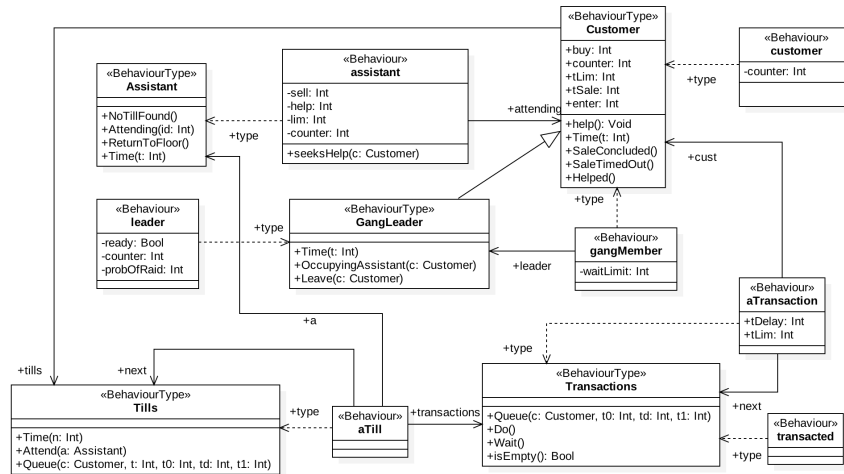 «BehaviourType»
Customer
+buy: Int
+counter: Int
+tLim: Int
+tSale: Int
+enter: Int
+help(): Void
+Time(t: Int)
+SaleConcluded()
+SaleTimedOut()
+Helped()
«Behaviour»
customer
-counter: Int
+type
«Behaviour»
assistant
-sell: Int
-help: Int
-lim: Int
-counter: Int
+seeksHelp(c: Customer)
+attending
«BehaviourType»
Assistant
+NoTillFound()
+Attending(id: Int)
+ReturnToFloor()
+Time(t: Int)
+type
+cust
«Behaviour»
leader
-ready: Bool
-counter: Int
-probOfRaid: Int
+type
«BehaviourType»
GangLeader
+Time(t: Int)
+OccupyingAssistant(c: Customer)
+Leave(c: Customer)
+type
«Behaviour»
gangMember
-waitLimit: Int
+leader
«Behaviour»
aTransaction
+tDelay: Int
+tLim: Int
+a
+type
+tills
+next
«BehaviourType»
Tills
+Time(n: Int)
+Attend(a: Assistant)
+Queue(c: Customer, t: Int, t0: Int, td: Int, t1: Int)
+type
«Behaviour»
aTill
+transactions
«BehaviourType»
Transactions
+Queue(c: Customer, t0: Int, td: Int, t1: Int)
+Do()
+Wait()
+isEmpty(): Bool
+next
«Behaviour»
transacted
+type